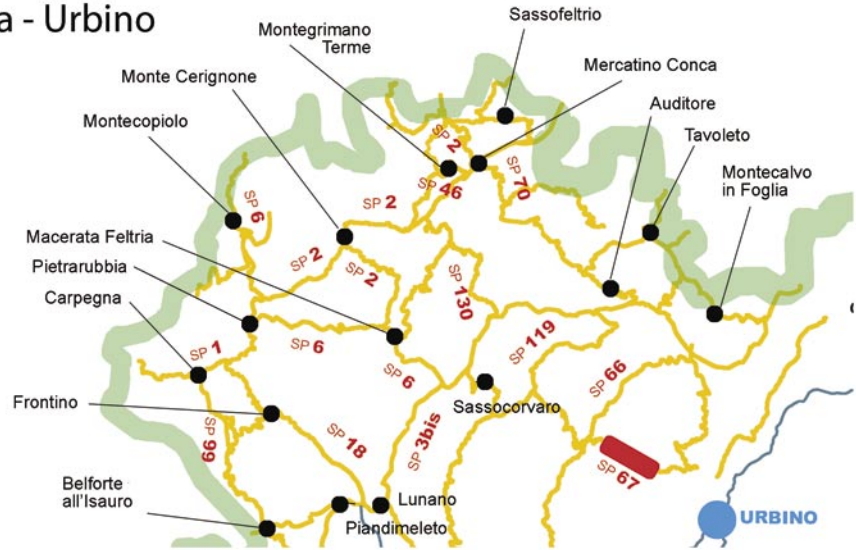 a - Urbino
Sassofeltrio
Montegrimano
Terme
Mercatino Conca
Monte Cerignone
Auditore
Montecopiolo
Tavoleto
Montecalvo
in Foglia
SP 2
SP 46
SP 70
SP 6
SP 2
Macerata Feltria
SP 2
SP 2
Pietrarubbia
SP 130
Carpegna
SP 1
SP 6
SP 119
SP 6
SP 66
Frontino
Sassocorvaro
SP 66
SP 18
SP 3bis
SP 67
Belforte
all'Isauro
Lunano
Piandimeleto
URBINO